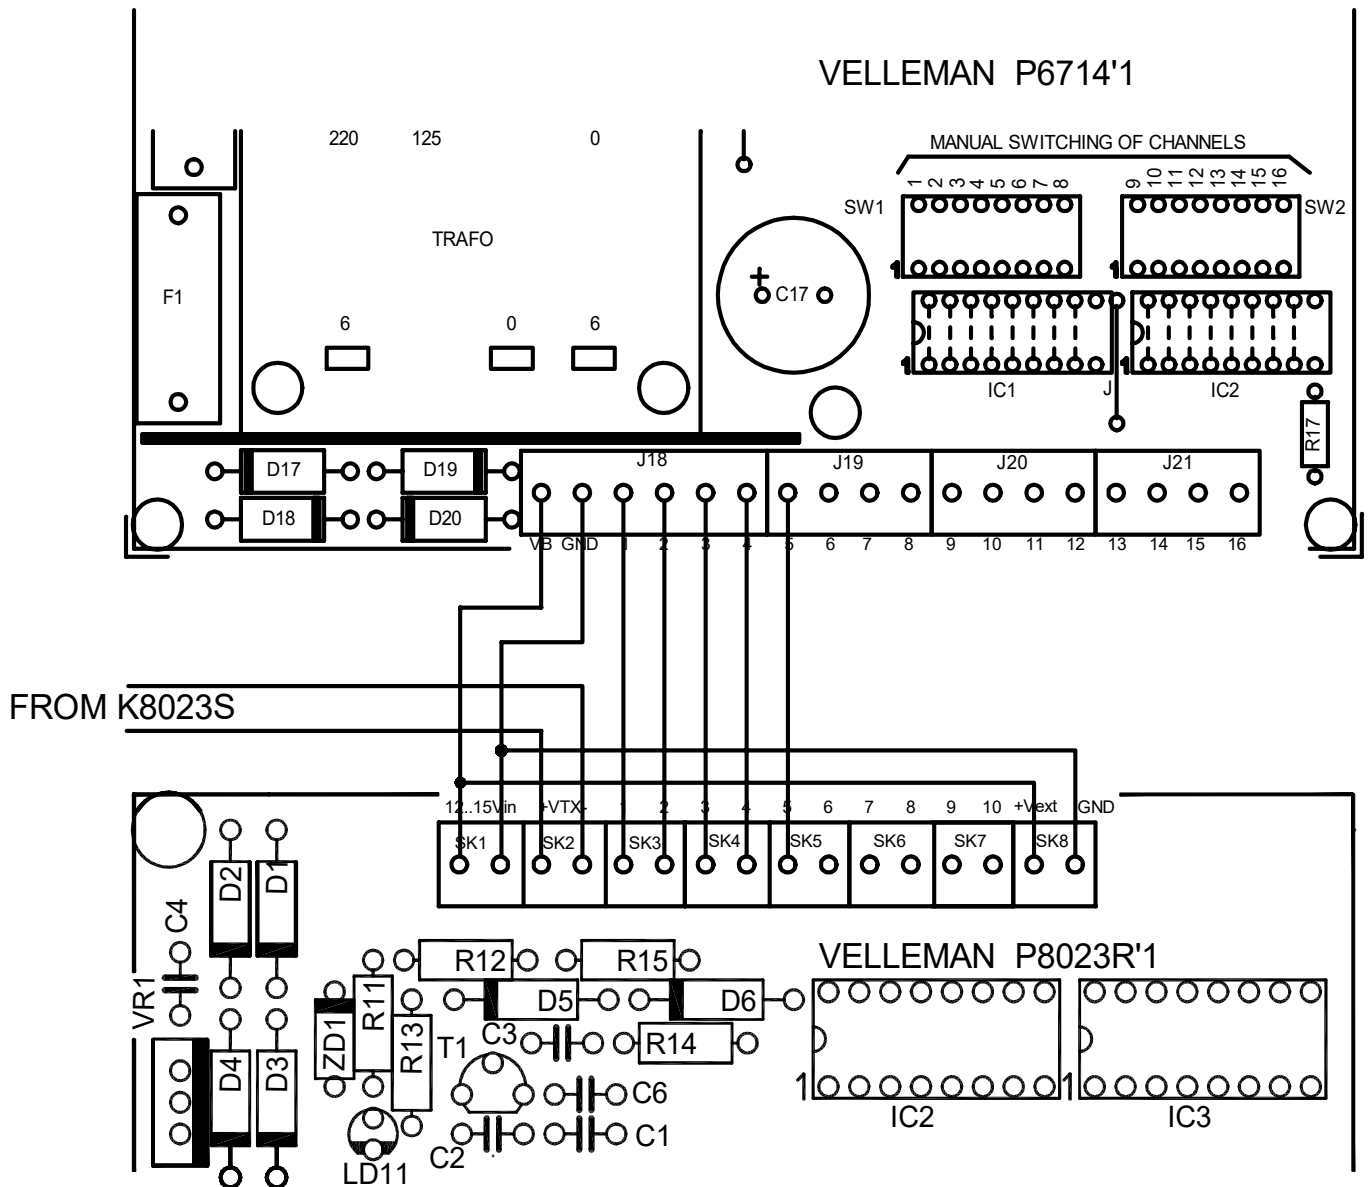 VELLEMAN P6714'1
220 125 0
MANUAL SWITCHING OF CHANNELS
1 2 3 4 5 6 7 8
9 10 11 12 13 14 15 16
SW1
SW2
TRAFO
1
1
F1
+
C17
6 0 6
1
1
IC1
J
IC2
R17
D17
D19
J18
J19
J20
J21
D18
D20
VB GND 1 2 3 4 5 6 7 8 9 10 11 12 13 14 15 16
FROM K8023S
12..15Vin +VTX- 1 2 3 4 5 6 7 8 9 10 +Vext GND
SK1 SK2 SK3 SK4 SK5 SK6 SK7 SK8
D2
D1
C4
VELLEMAN P8023R'1
R12
R15
VR1
R11
D5
D6
ZD1
R13
T1
C3
R14
D4
D3
1
1
C6
IC2
IC3
C1
C2
LD11